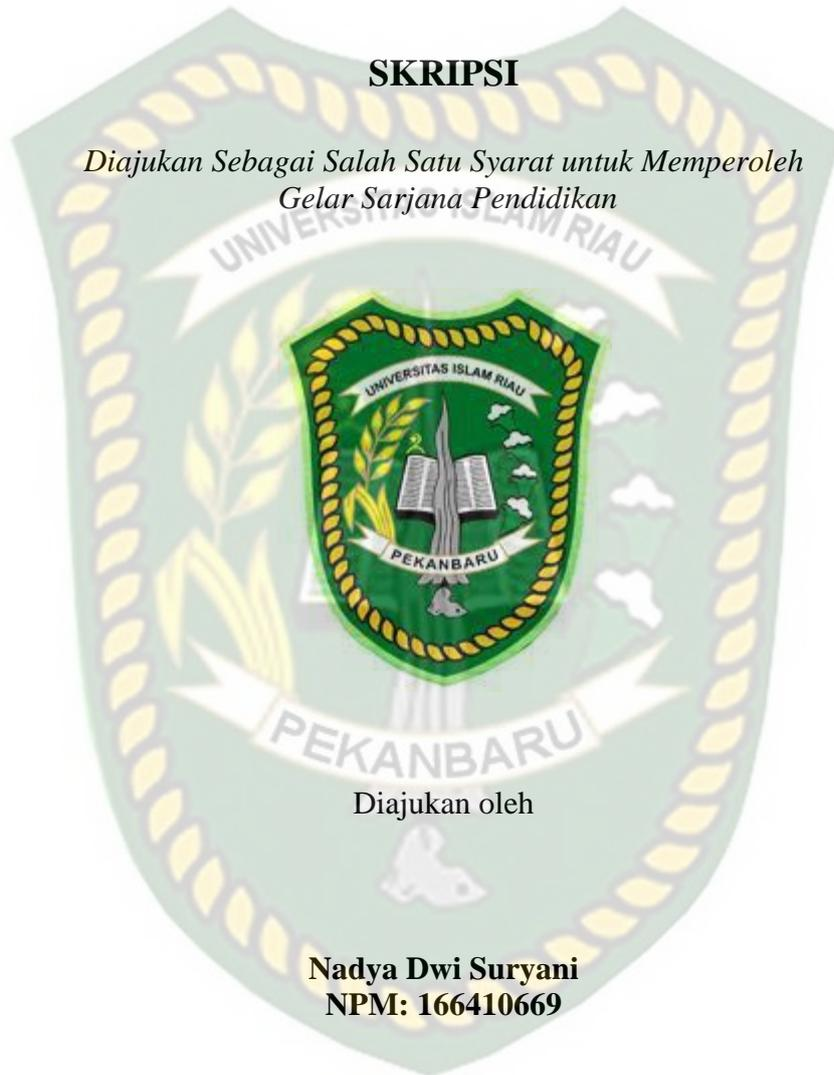 SKRIPSI
Diajukan Sebagai Salah Satu Syarat untuk Memperoleh
Gelar Sarjana Pendidikan
UNIVERSITAS ISLAM RIAU
UNIVERSITAS ISLAM RIAU
PEKANBARU
PEKANBARU
Diajukan oleh
Nadya Dwi Suryani
NPM: 166410669